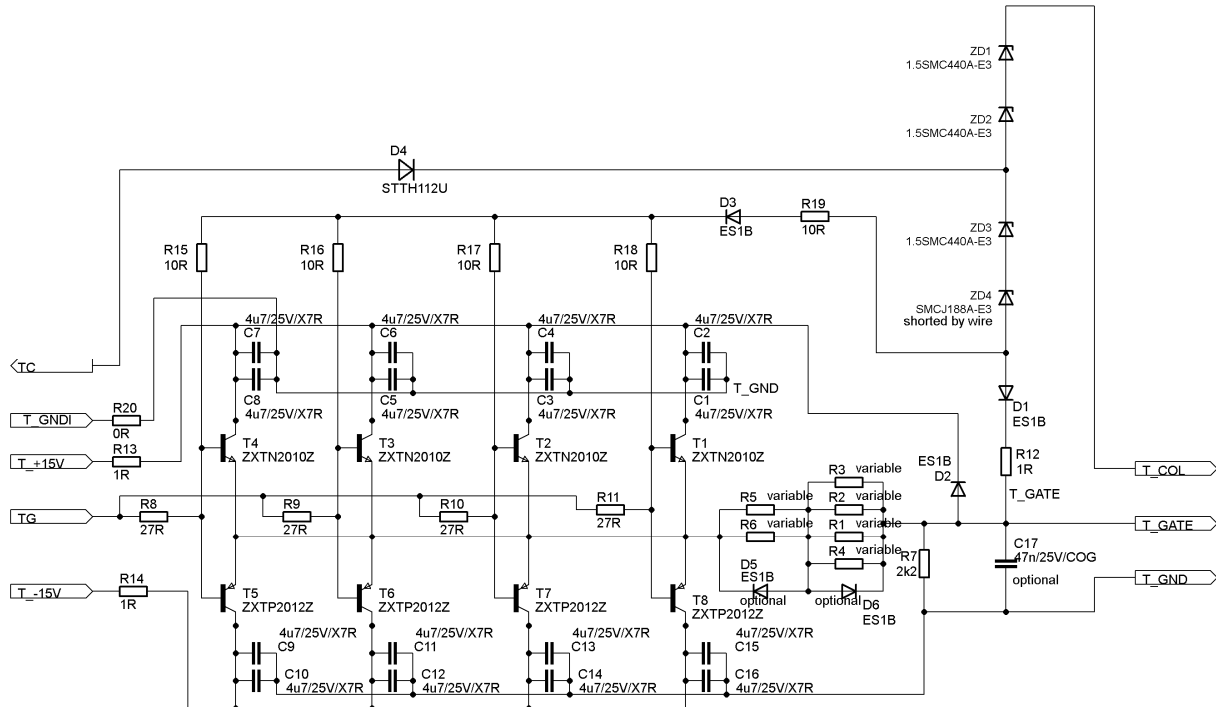 ZD1
1.5SMC440A-E3
ZD2
1.5SMC440A-E3
D4
STTH112U
D3
ES1B
R19
10R
ZD3
1.5SMC440A-E3
R15
10R
R16
10R
R17
10R
R18
10R
ZD4
SMCJ188A-E3
shorted by wire
4u7/25V/X7R
C7
4u7/25V/X7R
C6
4u7/25V/X7R
C4
4u7/25V/X7R
C2
TC
C8
4u7/25V/X7R
C5
4u7/25V/X7R
C3
4u7/25V/X7R
C1
4u7/25V/X7R
T_GND
D1
ES1B
T_GNDI
R20
0R
T_+15V
R13
1R
T4
ZXTN2010Z
T3
ZXTN2010Z
T2
ZXTN2010Z
T1
ZXTN2010Z
ES1B
D2
R12
1R
T_GATE
T_COL
TG
R8
27R
R9
27R
R10
27R
R11
27R
R3 variable
R5 variable
R2 variable
R6 variable
R1 variable
R4 variable
R7
2k2
T_GATE
C17
47n/25V/COG
optional
T_GND
T_-15V
R14
1R
T5
ZXTP2012Z
T6
ZXTP2012Z
T7
ZXTP2012Z
T8
ZXTP2012Z
D5
ES1B
optional
optional
D6
ES1B
4u7/25V/X7R
C9
4u7/25V/X7R
C11
4u7/25V/X7R
C13
4u7/25V/X7R
C15
C10
4u7/25V/X7R
C12
4u7/25V/X7R
C14
4u7/25V/X7R
C16
4u7/25V/X7R